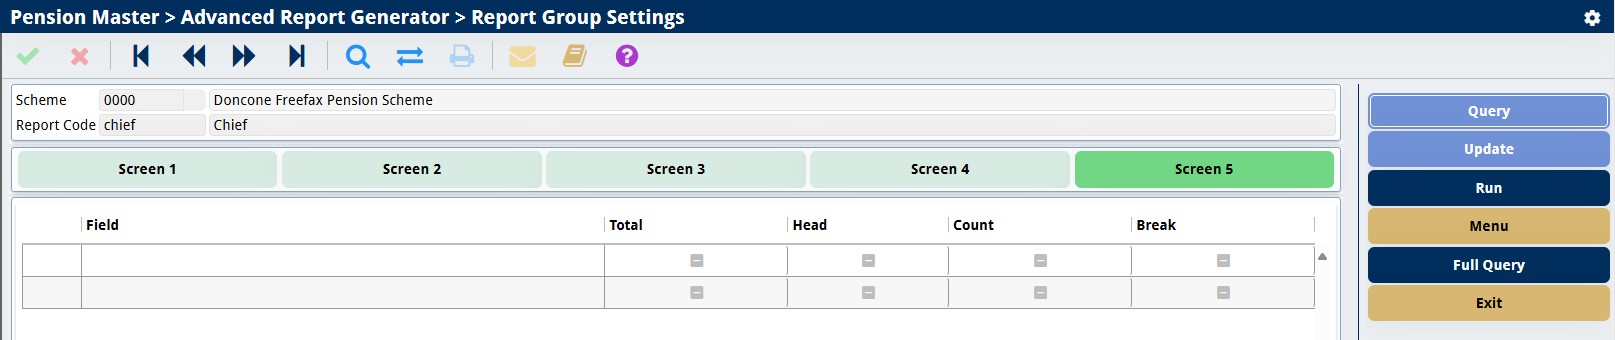 Pension Master > Advanced Report Generator > Report Group Settings
?
Scheme 0000 Doncone Freefax Pension Scheme
Report Code chief Chief
Screen 1 Screen 2 Screen 3 Screen 4 Screen 5
Field Total Head Count Break
Query
Update
Run
Menu
Full Query
Exit